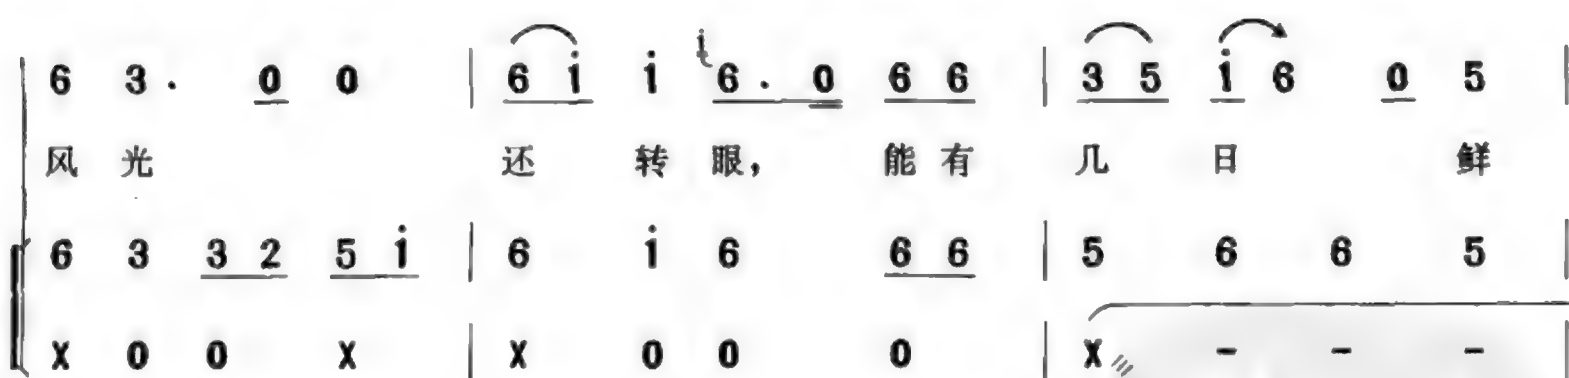 6 3· 0 0 | 6 i̇ i̇ i̇ 6· 0 6 6 | 3 5 i̇ 6 0 5 |
风 光 还 转 眼, 能 有 几 日 鲜
6 3 3 2 5 i̇ | 6 i̇ 6 6 6 | 5 6 6 5 |
X 0 0 X | X 0 0 0 | X - - - |